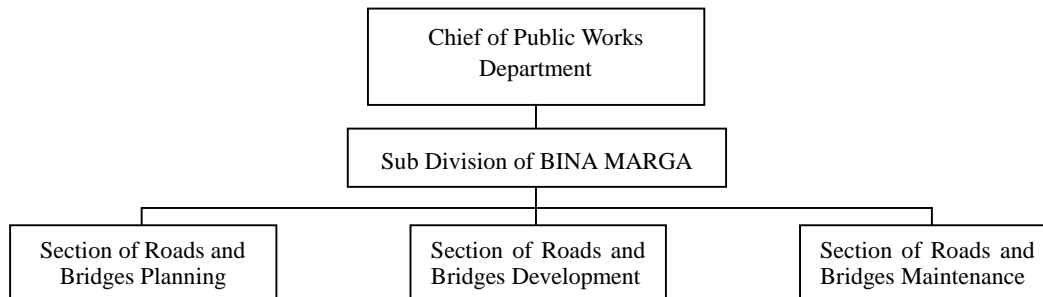 Chief of Public Works
Department
Sub Division of BINA MARGA
Section of Roads and
Bridges Planning
Section of Roads and
Bridges Development
Section of Roads and
Bridges Maintenance